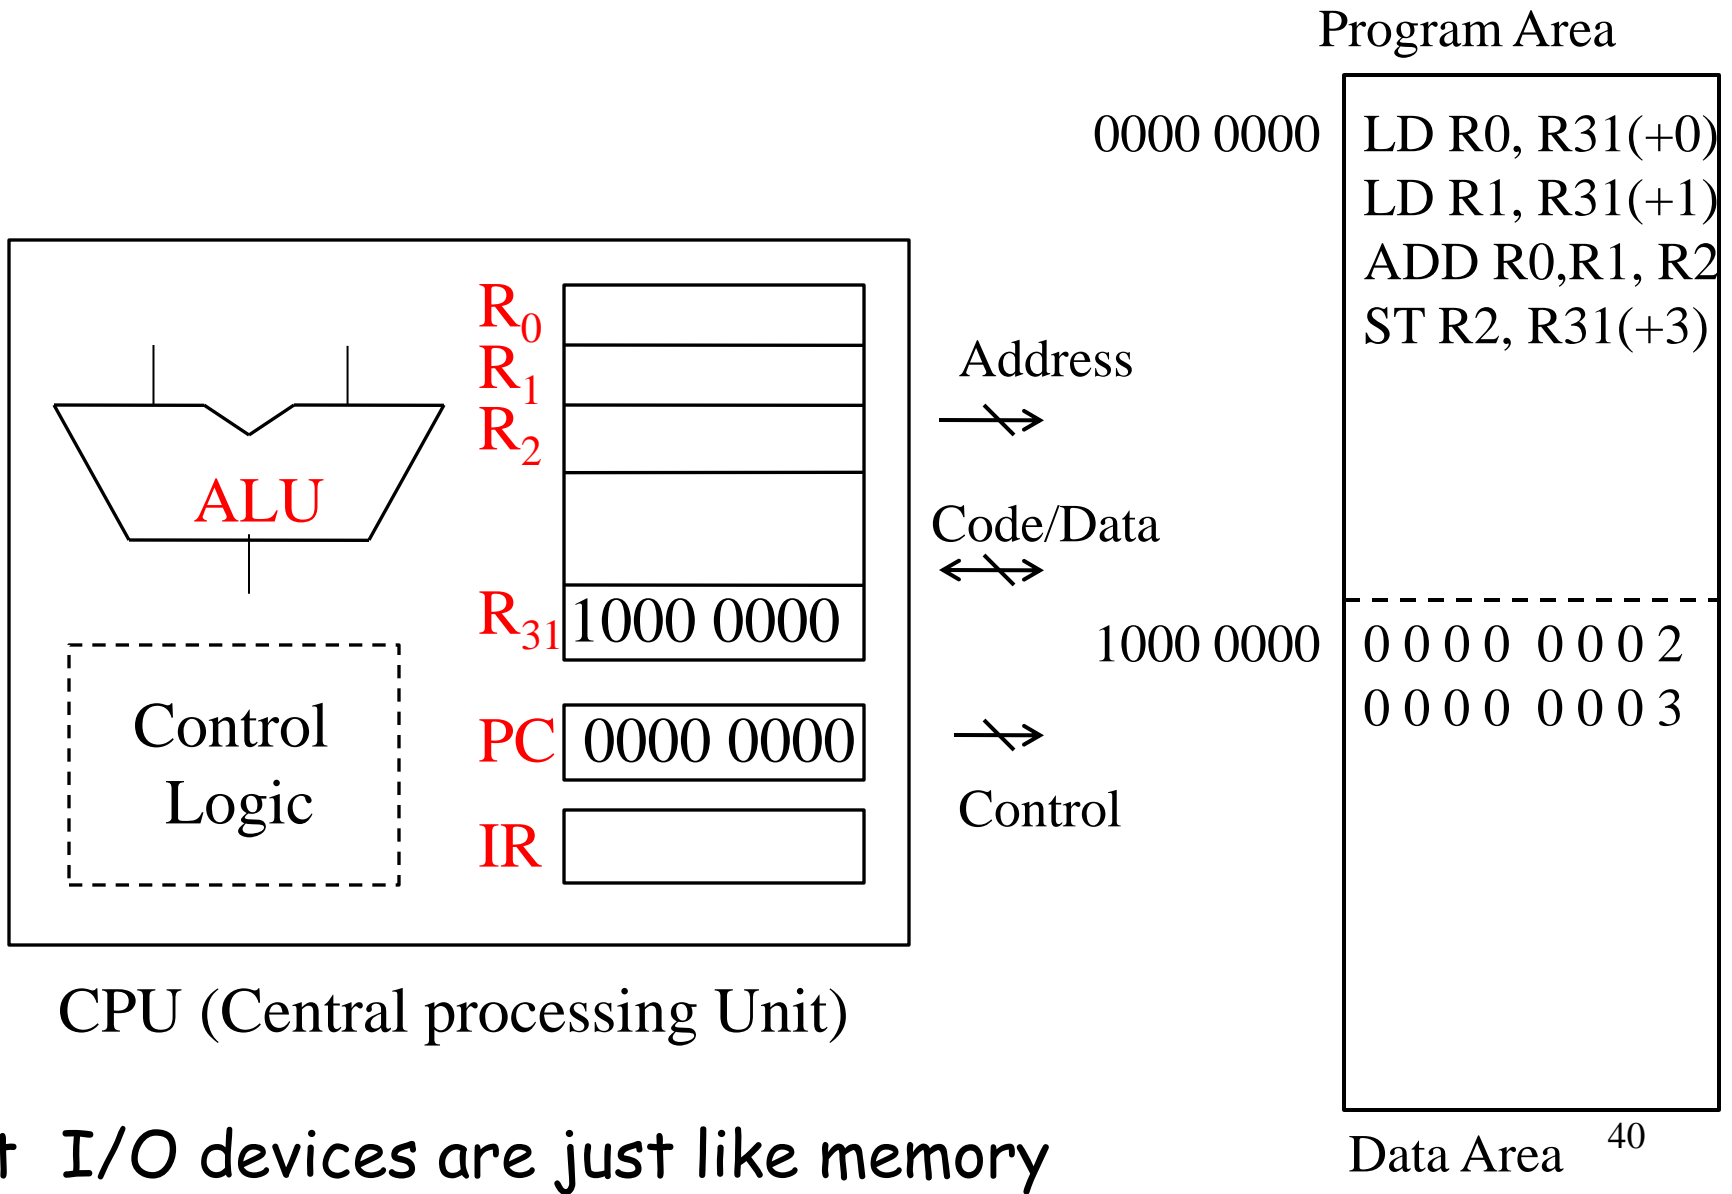 Program Area
0000 0000
LD R0, R31(+0)
LD R1, R31(+1)
ADD R0,R1, R2
ST R2, R31(+3)
R0
R1
R2
ALU
R31
1000 0000
Control
Logic
PC
0000 0000
IR
Address
Code/Data
Control
1000 0000
0 0 0 0 0 0 0 2
0 0 0 0 0 0 0 3
CPU (Central processing Unit)
t I/O devices are just like memory
Data Area
40